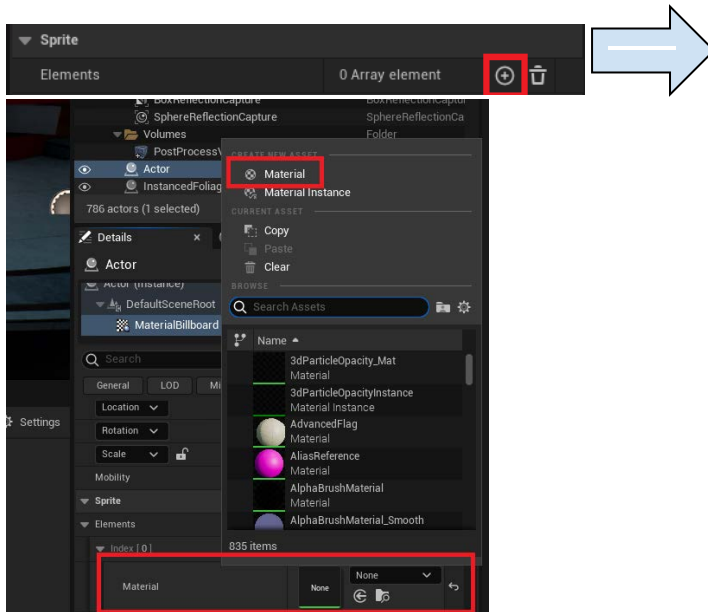 Sprite
Elements 0 Array element
BoxReflectionCapture BoxReflectionCaptur
SphereReflectionCapture SphereReflectionCa
Volumes Folder
PostProcessV
Actor
InstancedFoliag
786 actors (1 selected)
Details
Actor
Actor (Instance)
DefaultSceneRoot
MaterialBillboard
Search
General LOD Mi
Settings
Location
Rotation
Scale
Mobility
Sprite
Elements
Index [ 0 ]
Material None None
CREATE NEW ASSET
Material
Material Instance
CURRENT ASSET
Copy
Paste
Clear
BROWSE
Search Assets
Name
3dParticleOpacity_Mat
Material
3dParticleOpacityInstance
Material Instance
AdvancedFlag
Material
AliasReference
Material
AlphaBrushMaterial
Material
AlphaBrushMaterial_Smooth
835 items